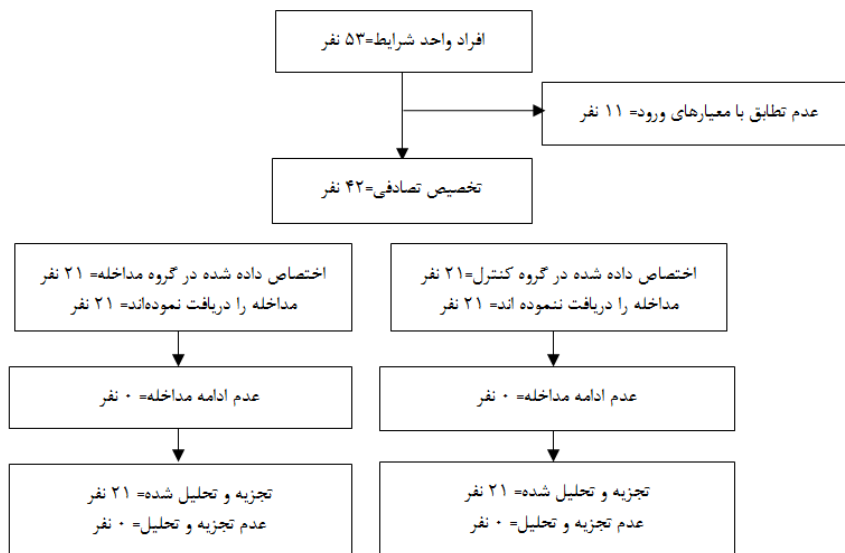 افراد واحد شرایط=۵۳ نفر
عدم تطابق با معیارهای ورود= ۱۱ نفر
تخصیص تصادفی=۴۲ نفر
اختصاص داده شده در گروه کنترل=۲۱ نفر
مداخله را دریافت ننموده اند= ۲۱ نفر
اختصاص داده شده در گروه مداخله= ۲۱ نفر
مداخله را دریافت نموده‌اند= ۲۱ نفر
عدم ادامه مداخله= ۰ نفر
عدم ادامه مداخله= ۰ نفر
تجزیه و تحلیل شده= ۲۱ نفر
عدم تجزیه و تحلیل= ۰ نفر
تجزیه و تحلیل شده= ۲۱ نفر
عدم تجزیه و تحلیل= ۰ نفر